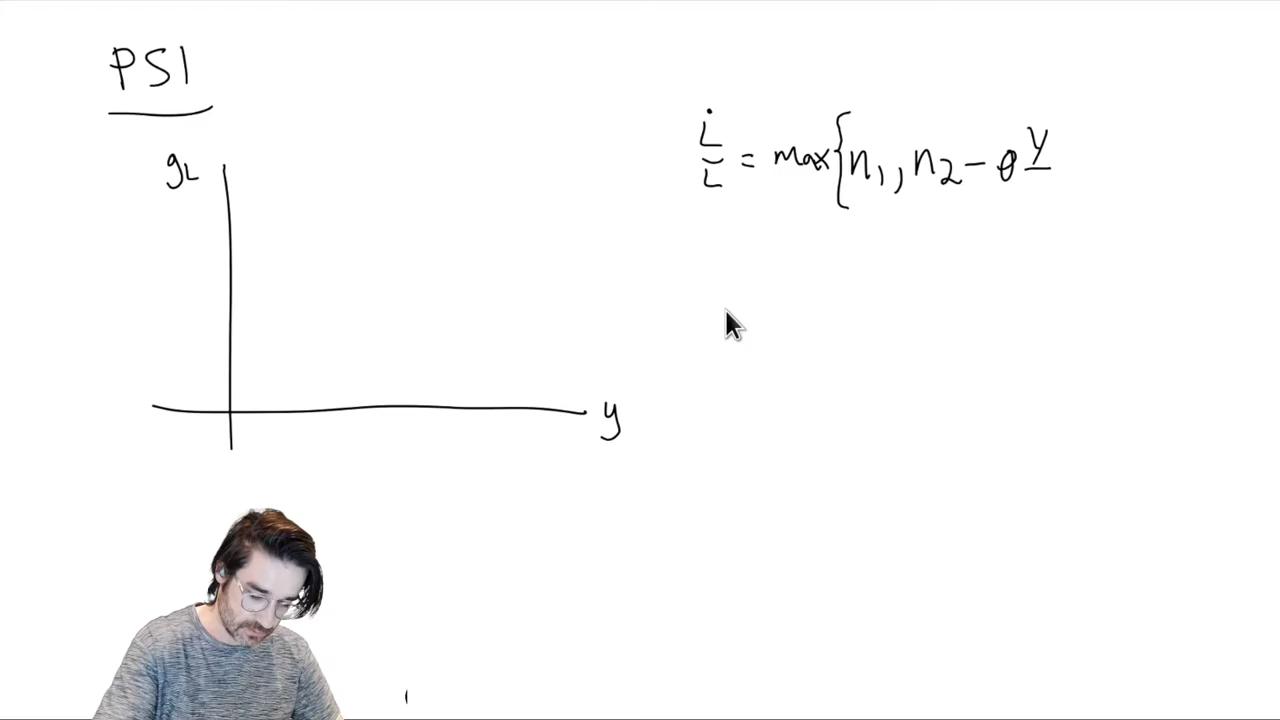 PS1
gL
L̇/L = max{n₁, n₂ − θ y
y